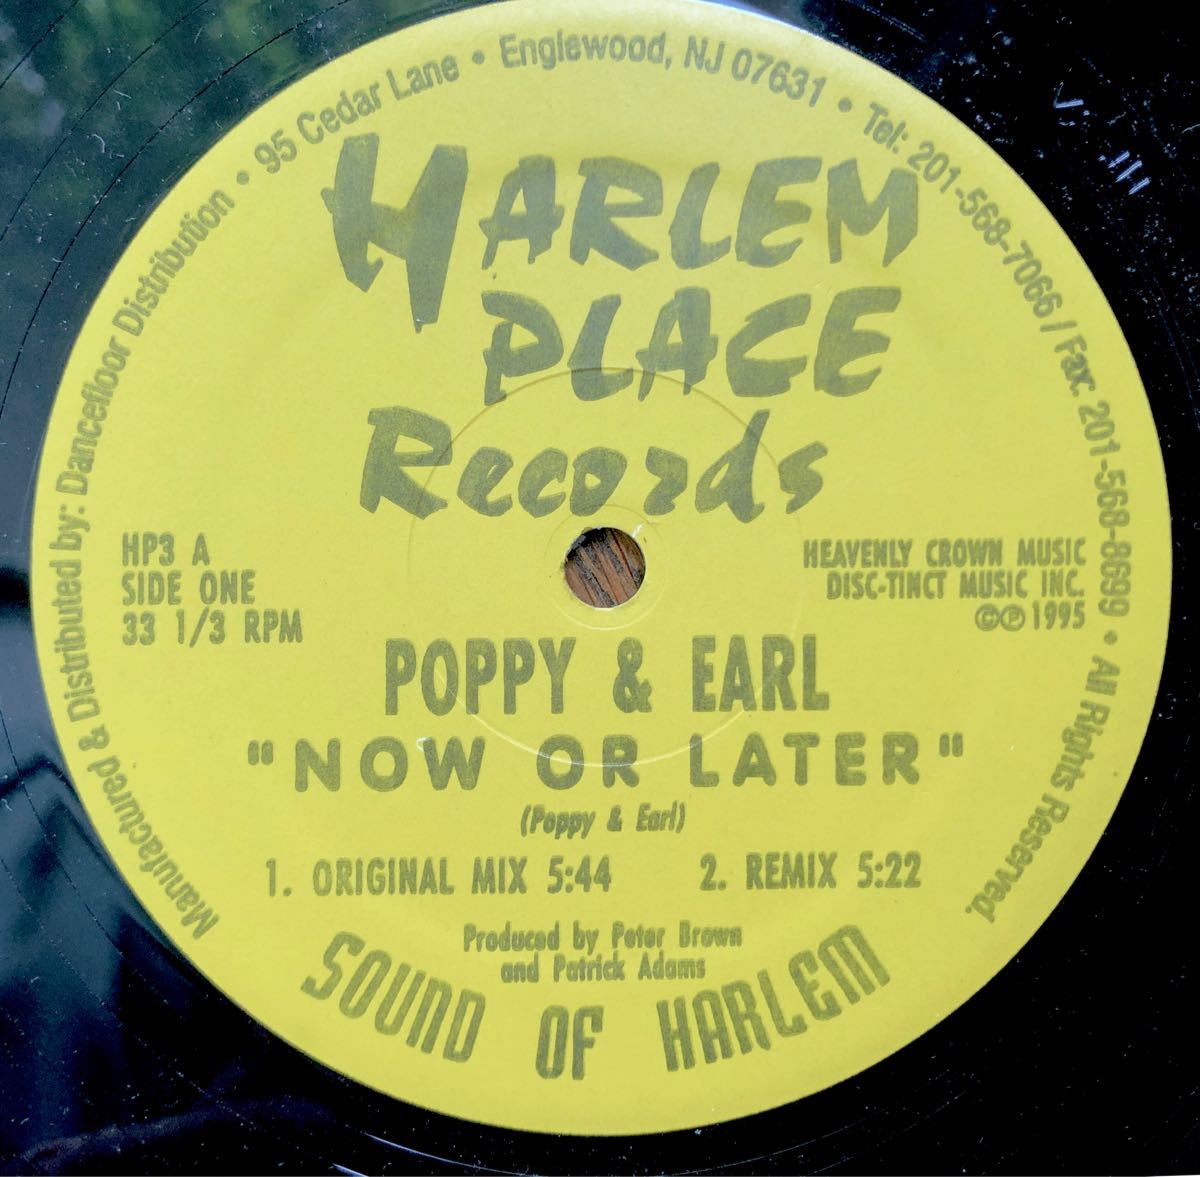 Manufactured & Distributed by: Dancefloor Distribution • 95 Cedar Lane • Englewood, NJ 07631 • Tel: 201-568-7066 / Fax: 201-568-8699 • All Rights Reserved.
HARLEM
PLACE
Records
HP3 A
SIDE ONE
33 1/3 RPM
HEAVENLY CROWN MUSIC
DISC-TINCT MUSIC INC.
©℗ 1995
POPPY & EARL
"NOW OR LATER"
(Poppy & Earl)
1. ORIGINAL MIX 5:44 2. REMIX 5:22
Produced by Peter Brown
and Patrick Adams
SOUND OF HARLEM